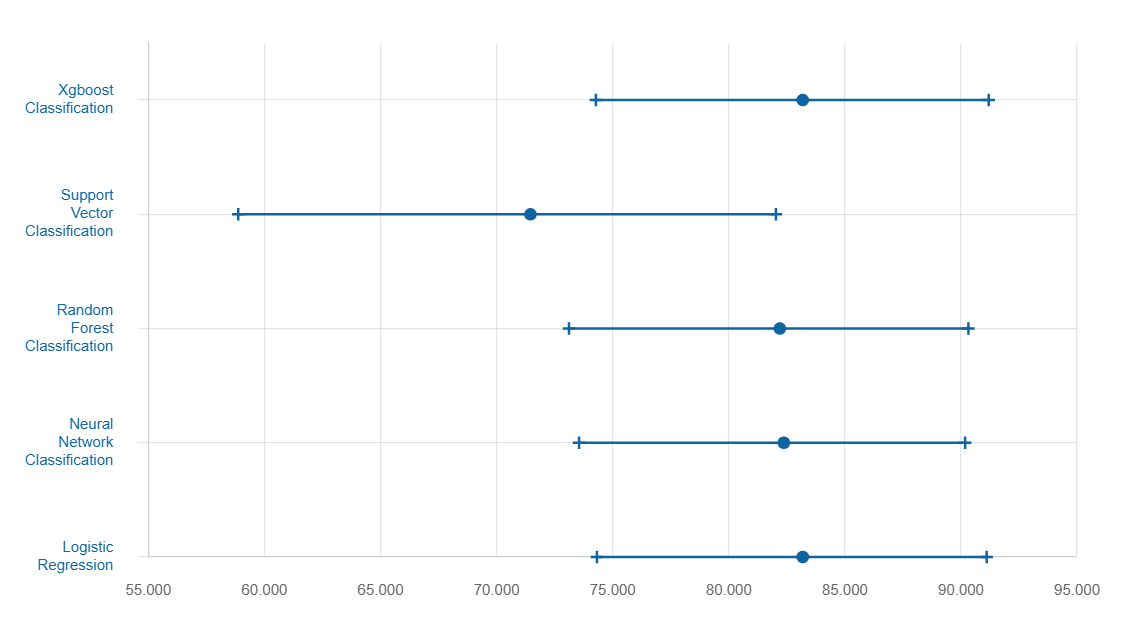 Xgboost
Classification
Support
Vector
Classification
Random
Forest
Classification
Neural
Network
Classification
Logistic
Regression
55.000 60.000 65.000 70.000 75.000 80.000 85.000 90.000 95.000